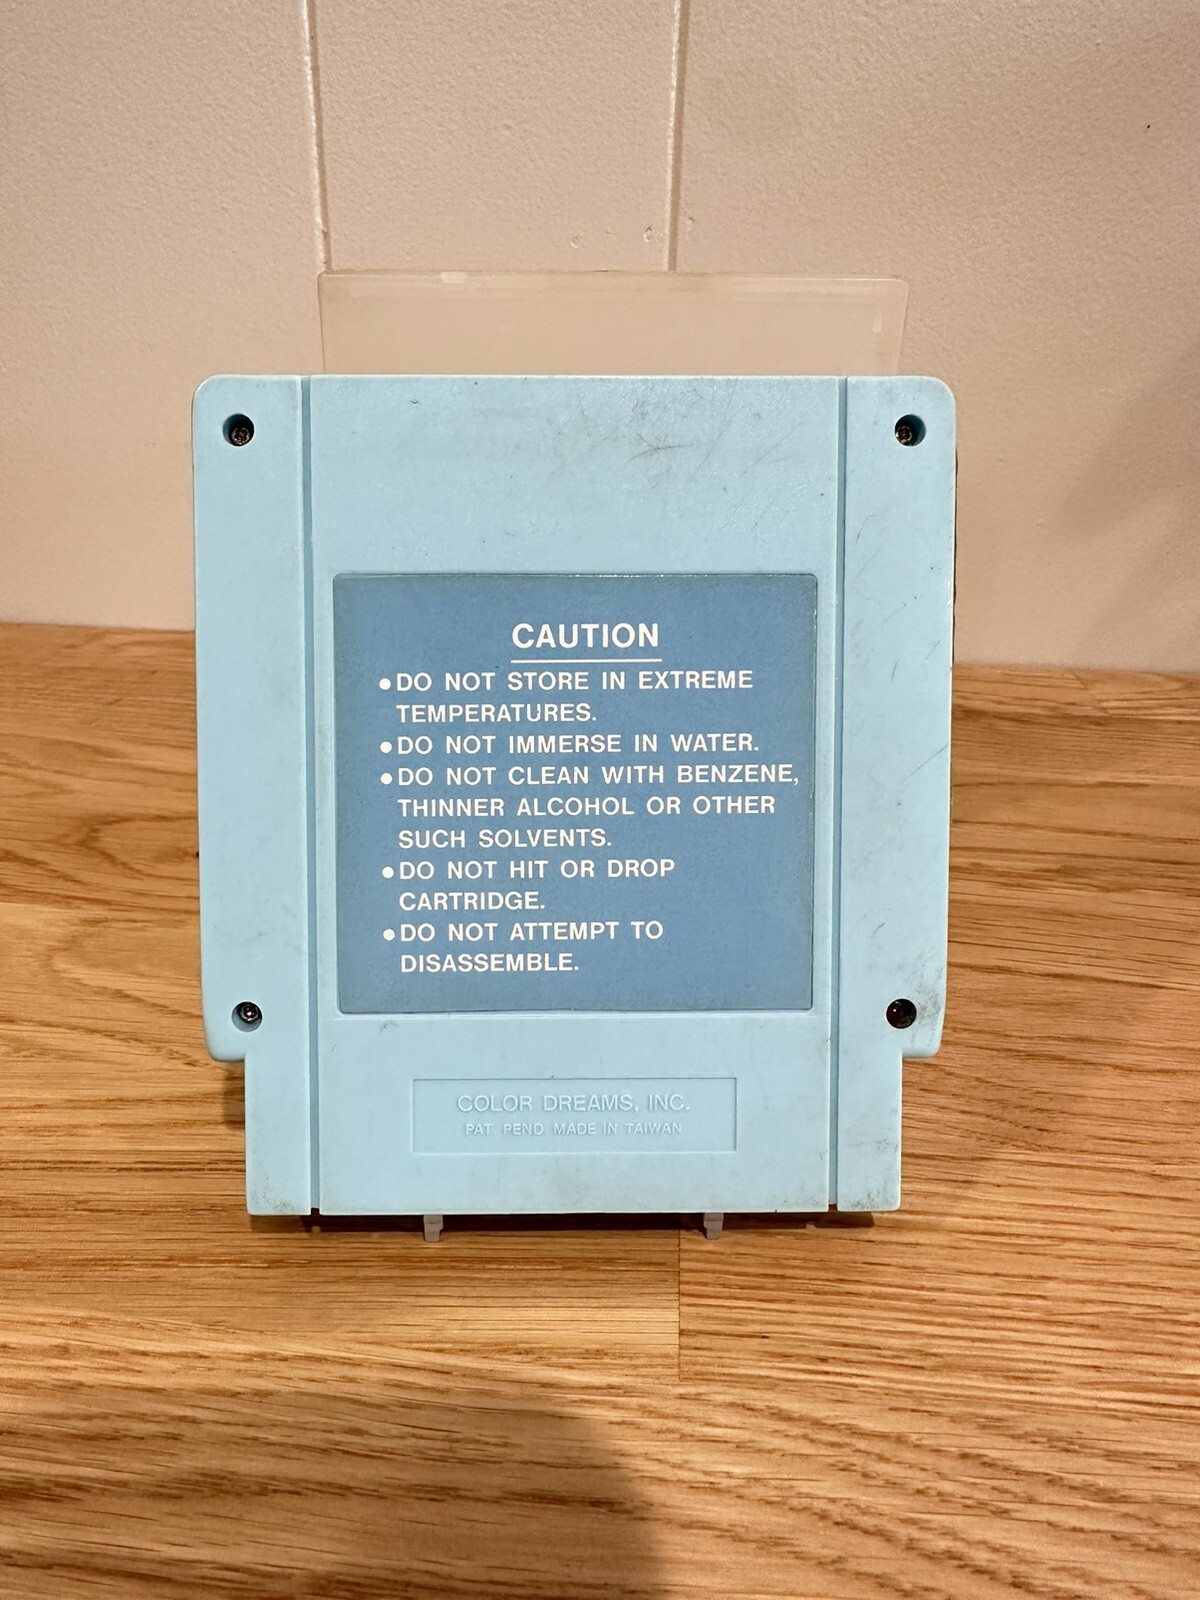 CAUTION
●DO NOT STORE IN EXTREME
TEMPERATURES.
●DO NOT IMMERSE IN WATER.
●DO NOT CLEAN WITH BENZENE,
THINNER ALCOHOL OR OTHER
SUCH SOLVENTS.
●DO NOT HIT OR DROP
CARTRIDGE.
●DO NOT ATTEMPT TO
DISASSEMBLE.
COLOR DREAMS, INC.
PAT PEND MADE IN TAIWAN